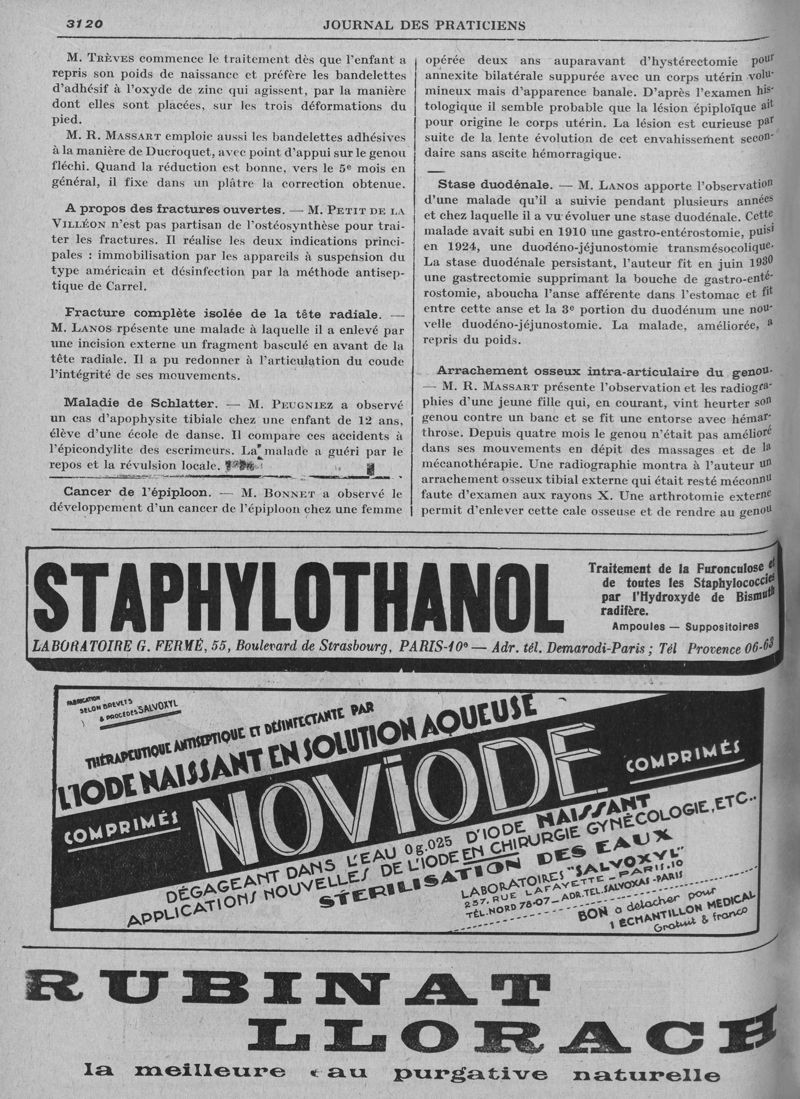 3120
JOURNAL DES PRATICIENS
M. Trèves commence le traitement dès que l'enfant a
repris son poids de naissance et préfère les bandelettes
d'adhésif à l'oxyde de zinc qui agissent, par la manière
dont elles sont placées, sur les trois déformations du
pied.
M. R. Massart emploie aussi les bandelettes adhésives
à la manière de Ducroquet, avec point d'appui sur le genou
fléchi. Quand la réduction est bonne, vers le 5e mois en
général, il fixe dans un plâtre la correction obtenue.
A propos des fractures ouvertes. — M. Petit de la
Villéon n'est pas partisan de l'ostéosynthèse pour trai-
ter les fractures. Il réalise les deux indications princi-
pales : immobilisation par les appareils à suspension du
type américain et désinfection par la méthode antisep-
tique de Carrel.
Fracture complète isolée de la tête radiale. —
M. Lanos rpésente une malade à laquelle il a enlevé par
une incision externe un fragment basculé en avant de la
tête radiale. Il a pu redonner à l'articulation du coude
l'intégrité de ses mouvements.
Maladie de Schlatter. — M. Peugniez a observé
un cas d'apophysite tibiale chez une enfant de 12 ans,
élève d'une école de danse. Il compare ces accidents à
l'épicondylite des escrimeurs. La malade a guéri par le
repos et la révulsion locale.
Cancer de l'épiploon. — M. Bonnet a observé le
développement d'un cancer de l'épiploon chez une femme
opérée deux ans auparavant d'hystérectomie pour
annexite bilatérale suppurée avec un corps utérin volu-
mineux mais d'apparence banale. D'après l'examen his-
tologique il semble probable que la lésion épiploïque ait
pour origine le corps utérin. La lésion est curieuse par
suite de la lente évolution de cet envahissement secon-
daire sans ascite hémorragique.
Stase duodénale. — M. Lanos apporte l'observation
d'une malade qu'il a suivie pendant plusieurs années
et chez laquelle il a vu évoluer une stase duodénale. Cette
malade avait subi en 1910 une gastro-entérostomie, puis
en 1924, une duodéno-jéjunostomie transmésocolique.
La stase duodénale persistant, l'auteur fit en juin 1930
une gastrectomie supprimant la bouche de gastro-enté-
rostomie, aboucha l'anse afférente dans l'estomac et fit
entre cette anse et la 3e portion du duodénum une nou-
velle duodéno-jéjunostomie. La malade, améliorée, a
repris du poids.
Arrachement osseux intra-articulaire du genou.
— M. R. Massart présente l'observation et les radiogra-
phies d'une jeune fille qui, en courant, vint heurter son
genou contre un banc et se fit une entorse avec hémar-
throse. Depuis quatre mois le genou n'était pas amélioré
dans ses mouvements en dépit des massages et de la
mécanothérapie. Une radiographie montra à l'auteur un
arrachement osseux tibial externe qui était resté méconnu
faute d'examen aux rayons X. Une arthrotomie externe
permit d'enlever cette cale osseuse et de rendre au genou
STAPHYLOTHANOL
Traitement de la Furonculose et
de toutes les Staphylococcies
par l'Hydroxyde de Bismuth
radifère.
Ampoules — Suppositoires
LABORATOIRE G. FERMÉ, 55, Boulevard de Strasbourg, PARIS-10e — Adr. tél. Demarodi-Paris ; Tél Provence 06-63
FABRICATION
SELON BREVETS
& PROCÉDÉS SALVOXYL
THÉRAPEUTIQUE ANTISEPTIQUE ET DÉSINFECTANTE PAR
L'IODE NAISSANT EN SOLUTION AQUEUSE
COMPRIMÉS
NOVIODE
COMPRIMÉS
DÉGAGEANT DANS L'EAU 0g.025 D'IODE NAISSANT
APPLICATIONS NOUVELLES DE L'IODE EN CHIRURGIE GYNÉCOLOGIE, ETC..
STÉRILISATION DES EAUX
LABORATOIRES "SALVOXYL"
237, RUE LAFAYETTE - PARIS.10
TÉL. NORD 78-07 - ADR.TEL.SALVOXAS-PARIS
BON à détacher pour
1 ÉCHANTILLON MÉDICAL
Gratuit & franco
RUBINAT
LLORACH
la meilleure eau purgative naturelle